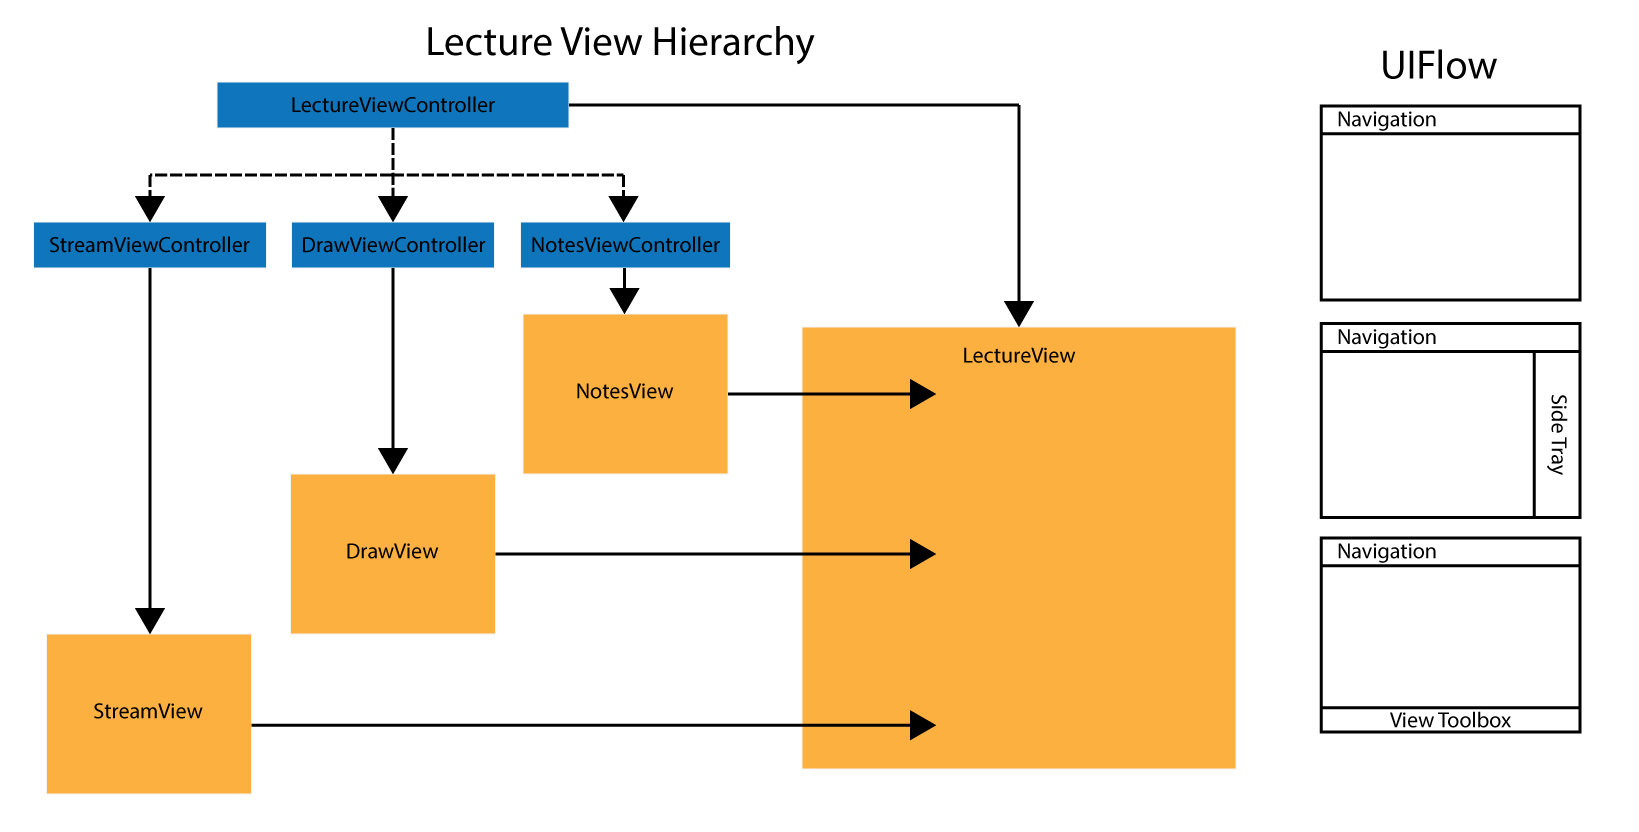 Lecture View Hierarchy
LectureViewController
StreamViewController
DrawViewController
NotesViewController
NotesView
LectureView
DrawView
StreamView
UIFlow
Navigation
Navigation
Side Tray
Navigation
View Toolbox